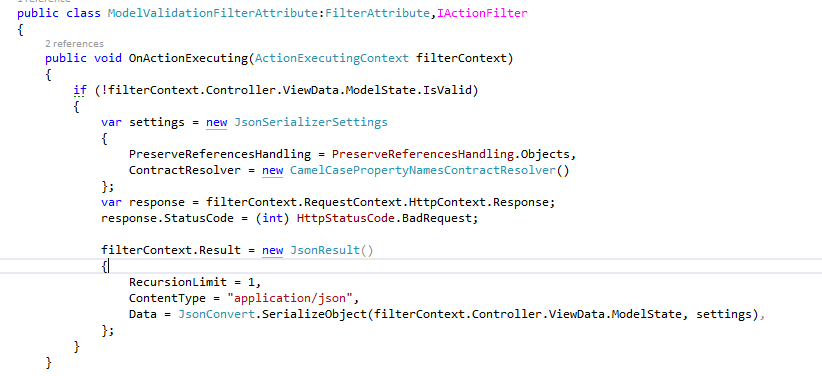 1 reference
public class ModelValidationFilterAttribute:FilterAttribute,IActionFilter
{
2 references
public void OnActionExecuting(ActionExecutingContext filterContext)
{
if (!filterContext.Controller.ViewData.ModelState.IsValid)
{
var settings = new JsonSerializerSettings
{
PreserveReferencesHandling = PreserveReferencesHandling.Objects,
ContractResolver = new CamelCasePropertyNamesContractResolver()
};
var response = filterContext.RequestContext.HttpContext.Response;
response.StatusCode = (int) HttpStatusCode.BadRequest;
filterContext.Result = new JsonResult()
{
RecursionLimit = 1,
ContentType = "application/json",
Data = JsonConvert.SerializeObject(filterContext.Controller.ViewData.ModelState, settings),
};
}
}